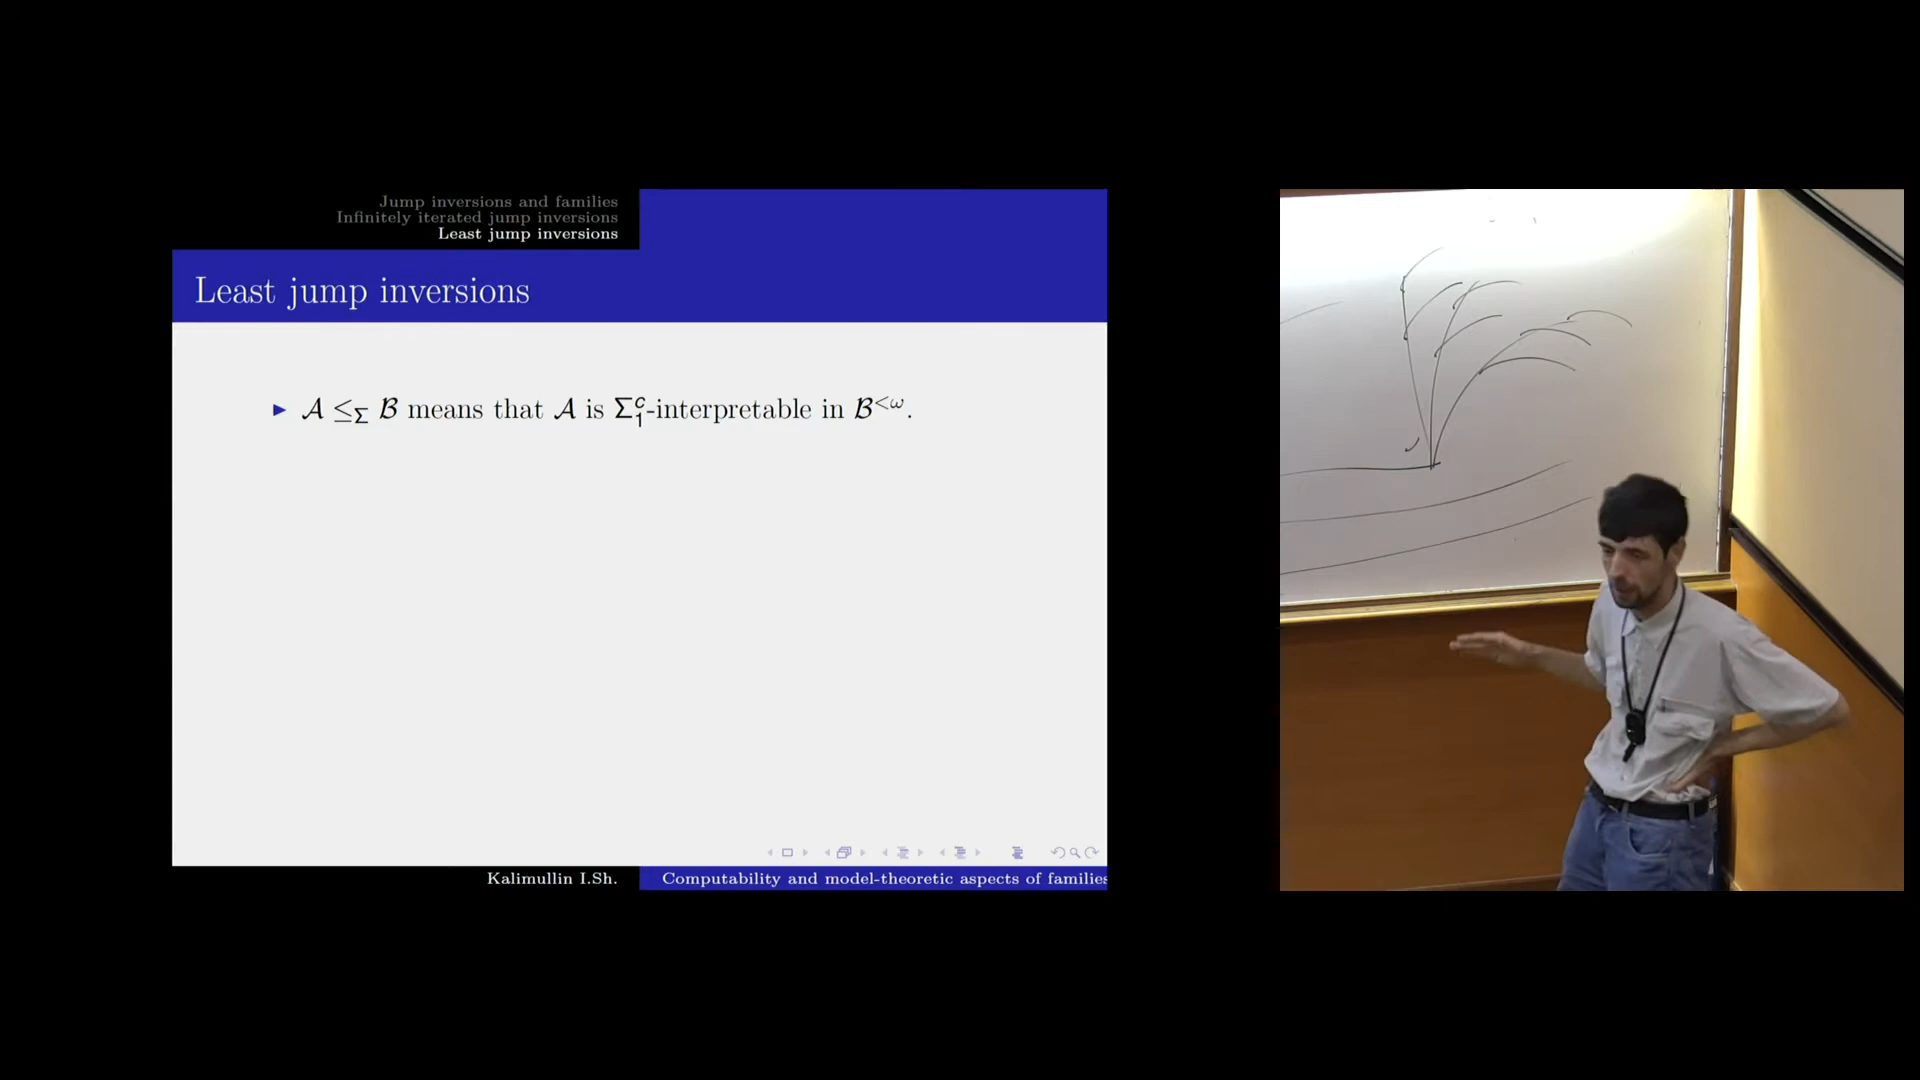 Jump inversions and families
Infinitely iterated jump inversions
Least jump inversions
Least jump inversions
▶ 𝓐 ≤_Σ 𝓑 means that 𝓐 is Σ₁ᶜ-interpretable in 𝓑^{<ω}.
Kalimullin I.Sh.
Computability and model-theoretic aspects of families